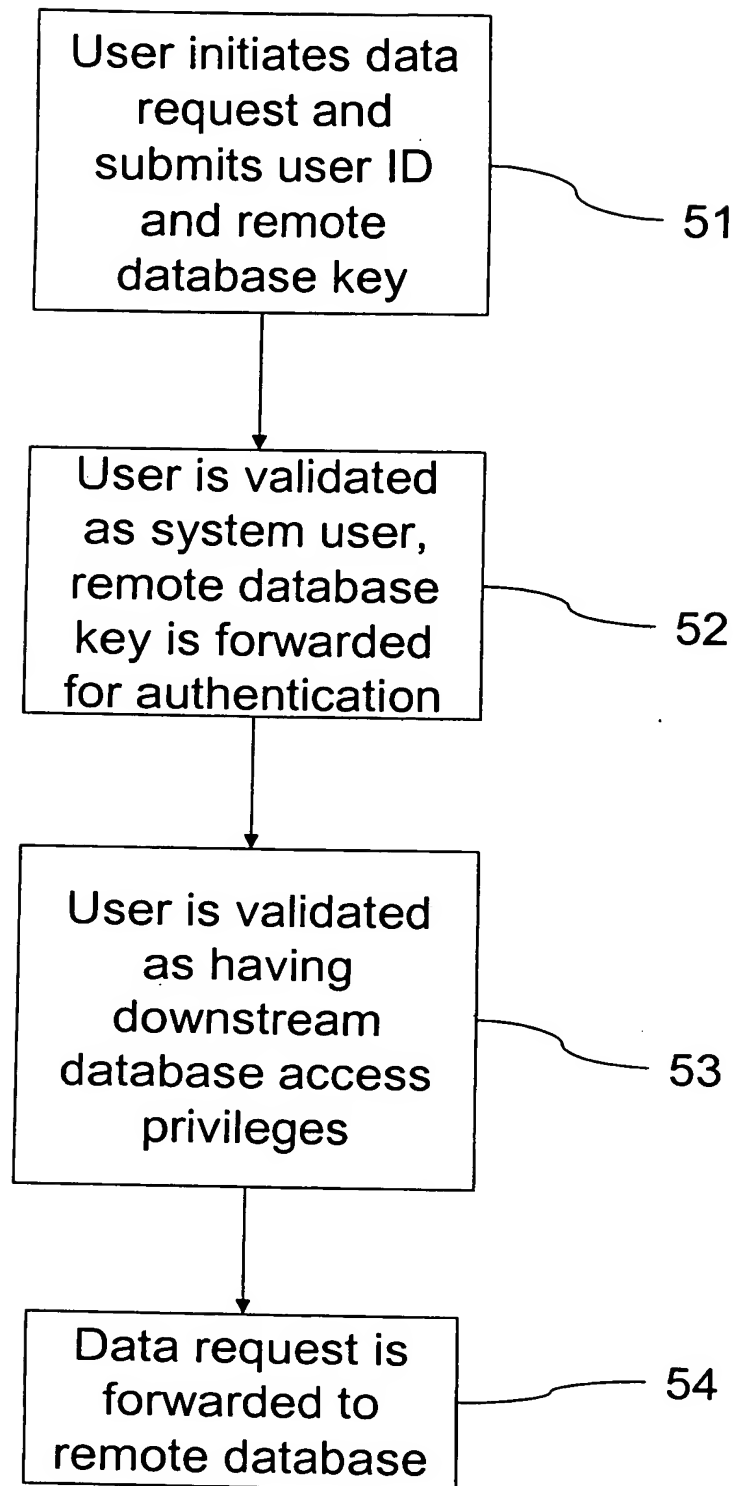 User initiates data
request and
submits user ID
and remote
database key
51
User is validated
as system user,
remote database
key is forwarded
for authentication
52
User is validated
as having
downstream
database access
privileges
53
Data request is
forwarded to
remote database
54